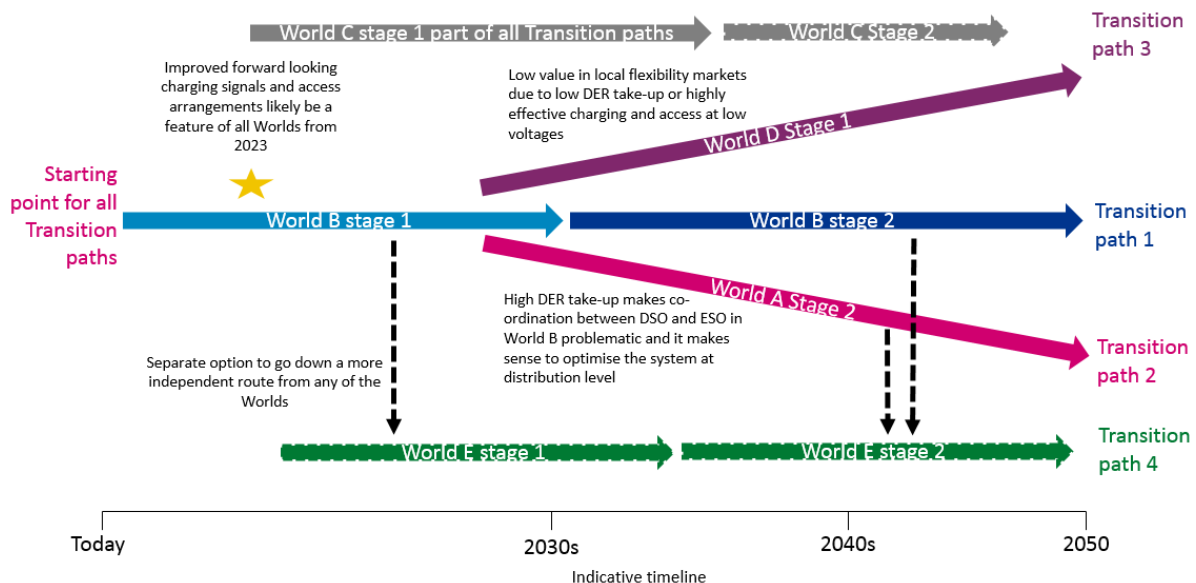 World C stage 1 part of all Transition paths
World C Stage 2
Transition
path 3
Improved forward looking
charging signals and access
arrangements likely be a
feature of all Worlds from
2023
Low value in local flexibility markets
due to low DER take-up or highly
effective charging and access at low
voltages
World D Stage 1
Starting
point for all
Transition
paths
World B stage 1
World B stage 2
Transition
path 1
World A Stage 2
High DER take-up makes co-
ordination between DSO and ESO in
World B problematic and it makes
sense to optimise the system at
distribution level
Transition
path 2
Separate option to go down a more
independent route from any of the
Worlds
World E stage 1
World E stage 2
Transition
path 4
Today
2030s
2040s
2050
Indicative timeline